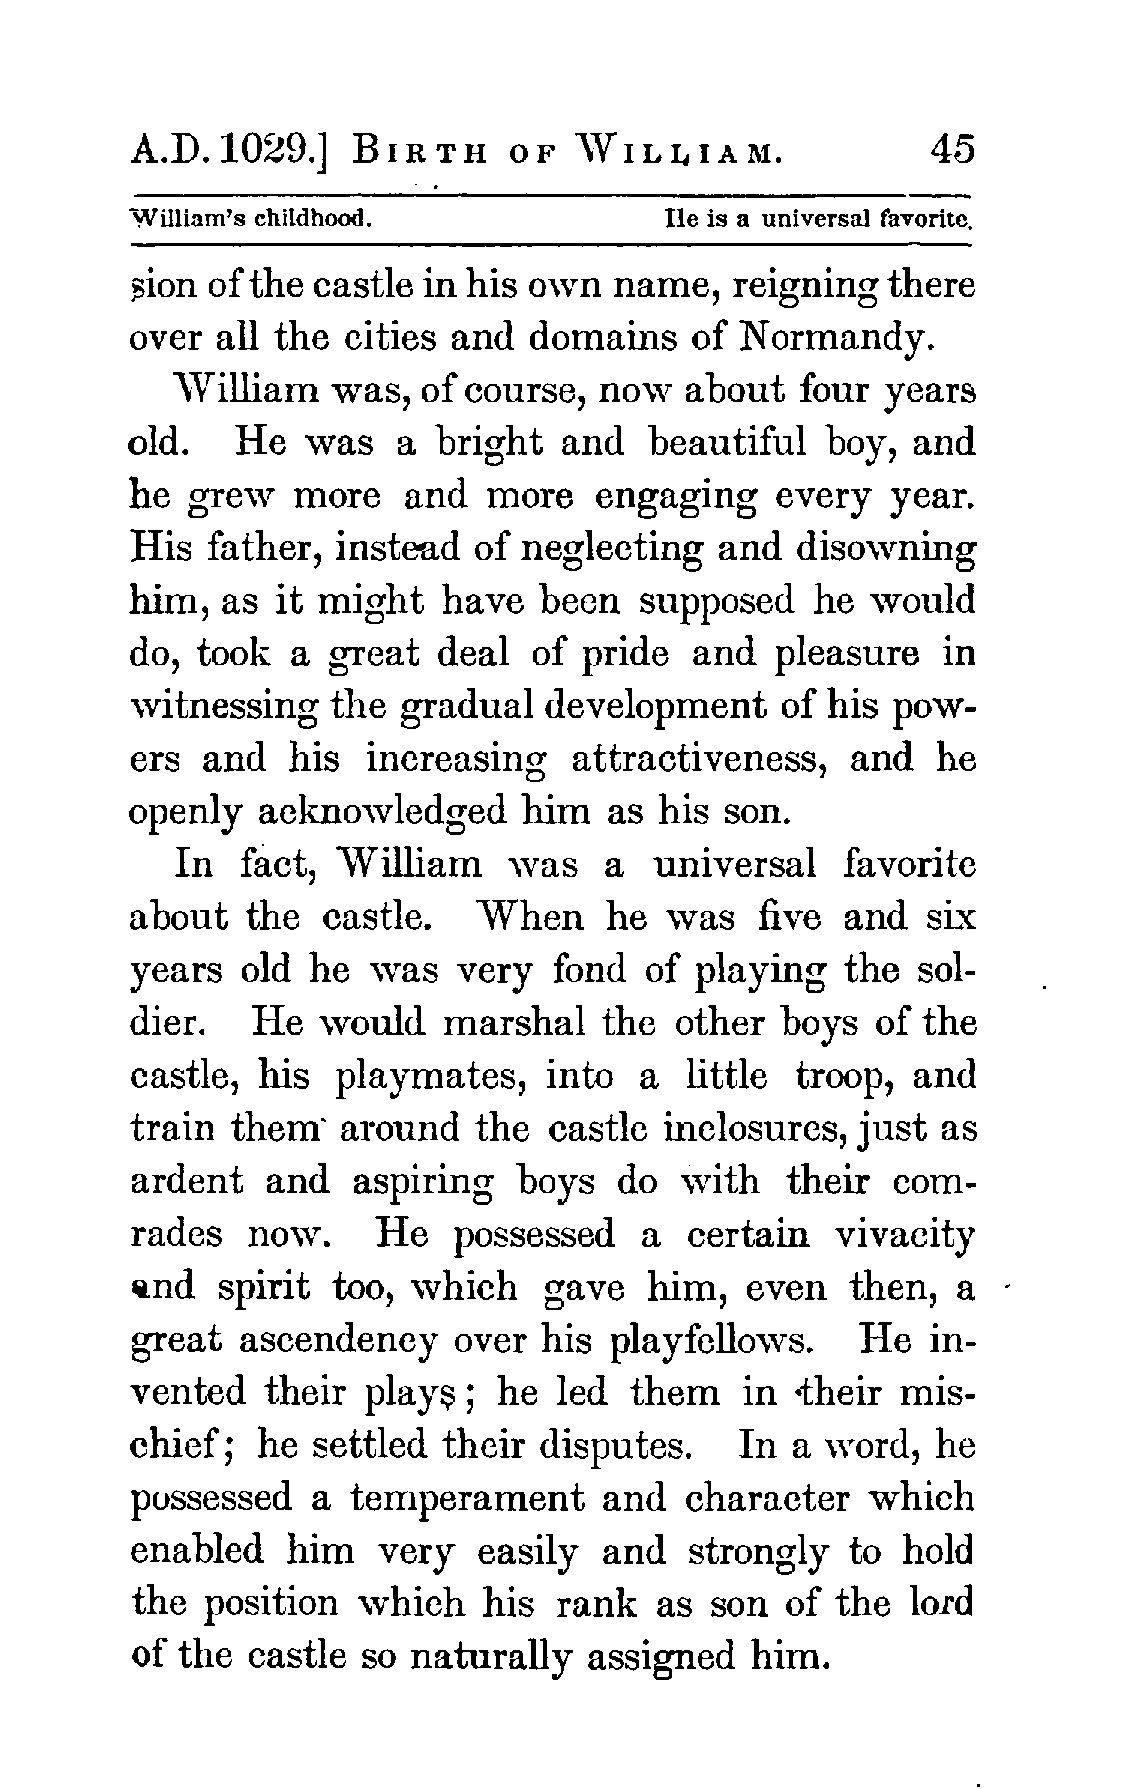 A.D. 1029.] BIRTH OF WILLIAM. 45
William's childhood. He is a universal favorite.
sion of the castle in his own name, reigning there
over all the cities and domains of Normandy.
William was, of course, now about four years
old. He was a bright and beautiful boy, and
he grew more and more engaging every year.
His father, instead of neglecting and disowning
him, as it might have been supposed he would
do, took a great deal of pride and pleasure in
witnessing the gradual development of his pow-
ers and his increasing attractiveness, and he
openly acknowledged him as his son.
In fact, William was a universal favorite
about the castle. When he was five and six
years old he was very fond of playing the sol-
dier. He would marshal the other boys of the
castle, his playmates, into a little troop, and
train them around the castle inclosures, just as
ardent and aspiring boys do with their com-
rades now. He possessed a certain vivacity
and spirit too, which gave him, even then, a
great ascendency over his playfellows. He in-
vented their plays; he led them in their mis-
chief; he settled their disputes. In a word, he
possessed a temperament and character which
enabled him very easily and strongly to hold
the position which his rank as son of the lord
of the castle so naturally assigned him.